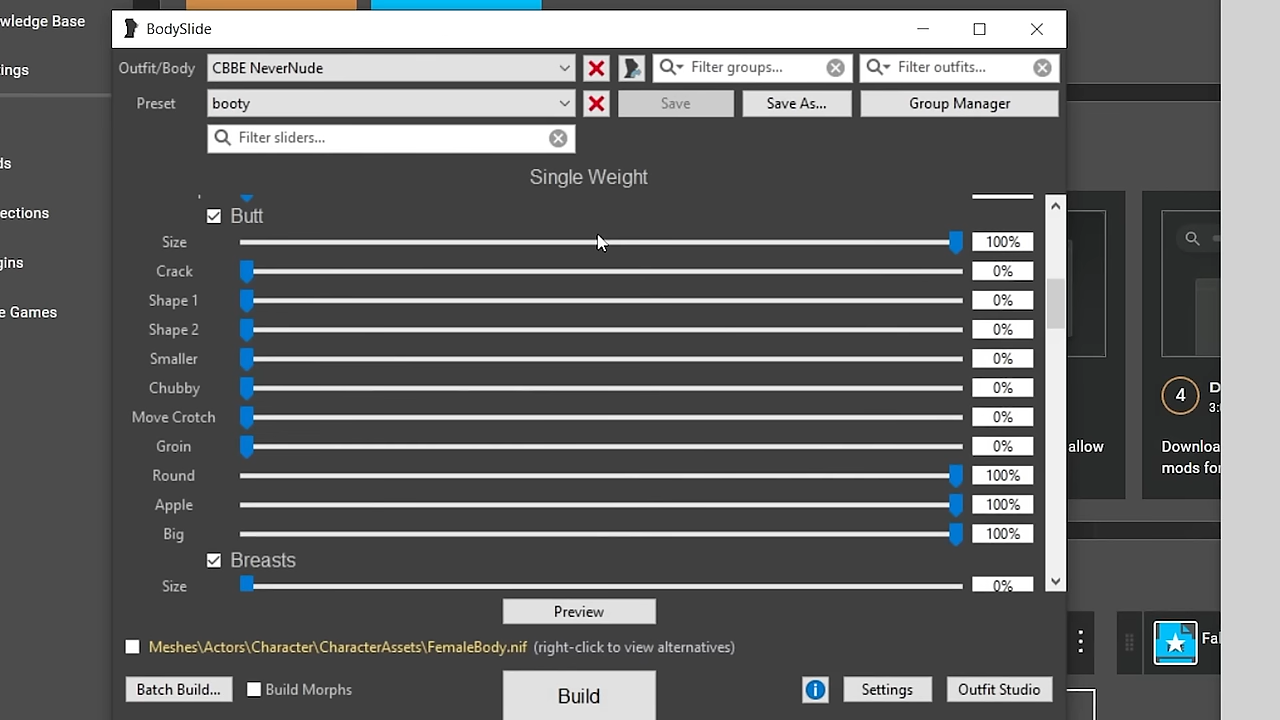 wledge Base
tings
ds
ections
gins
e Games
BodySlide
Outfit/Body CBBE NeverNude Filter groups... Filter outfits...
Preset booty Save Save As... Group Manager
Filter sliders...
Single Weight
Butt
Size 100%
Crack 0%
Shape 1 0%
Shape 2 0%
Smaller 0%
Chubby 0%
Move Crotch 0%
Groin 0%
Round 100%
Apple 100%
Big 100%
Breasts
Size 0%
Preview
Meshes\Actors\Character\CharacterAssets\FemaleBody.nif (right-click to view alternatives)
Batch Build... Build Morphs Build Settings Outfit Studio
4 D
3:
allow Downloa
mods for
Fal